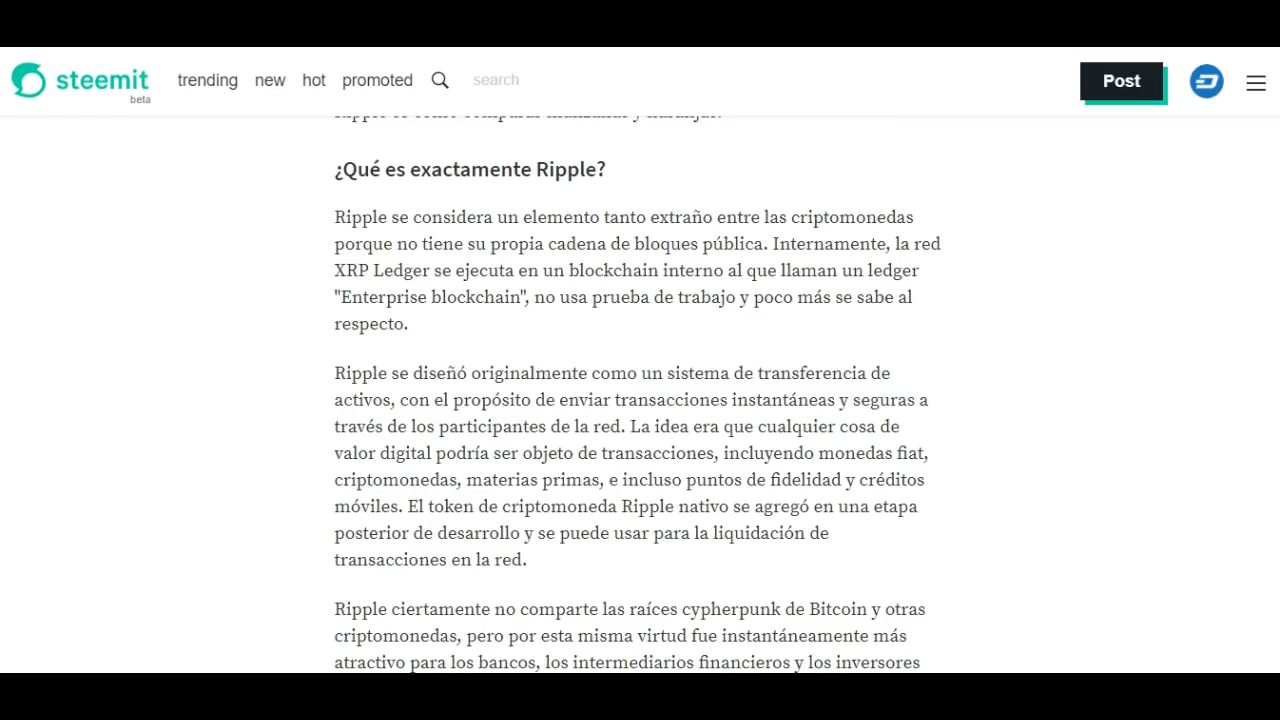 steemit
beta
trending new hot promoted search
Post
¿Qué es exactamente Ripple?
Ripple se considera un elemento tanto extraño entre las criptomonedas
porque no tiene su propia cadena de bloques pública. Internamente, la red
XRP Ledger se ejecuta en un blockchain interno al que llaman un ledger
"Enterprise blockchain", no usa prueba de trabajo y poco más se sabe al
respecto.
Ripple se diseñó originalmente como un sistema de transferencia de
activos, con el propósito de enviar transacciones instantáneas y seguras a
través de los participantes de la red. La idea era que cualquier cosa de
valor digital podría ser objeto de transacciones, incluyendo monedas fiat,
criptomonedas, materias primas, e incluso puntos de fidelidad y créditos
móviles. El token de criptomoneda Ripple nativo se agregó en una etapa
posterior de desarrollo y se puede usar para la liquidación de
transacciones en la red.
Ripple ciertamente no comparte las raíces cypherpunk de Bitcoin y otras
criptomonedas, pero por esta misma virtud fue instantáneamente más
atractivo para los bancos, los intermediarios financieros y los inversores